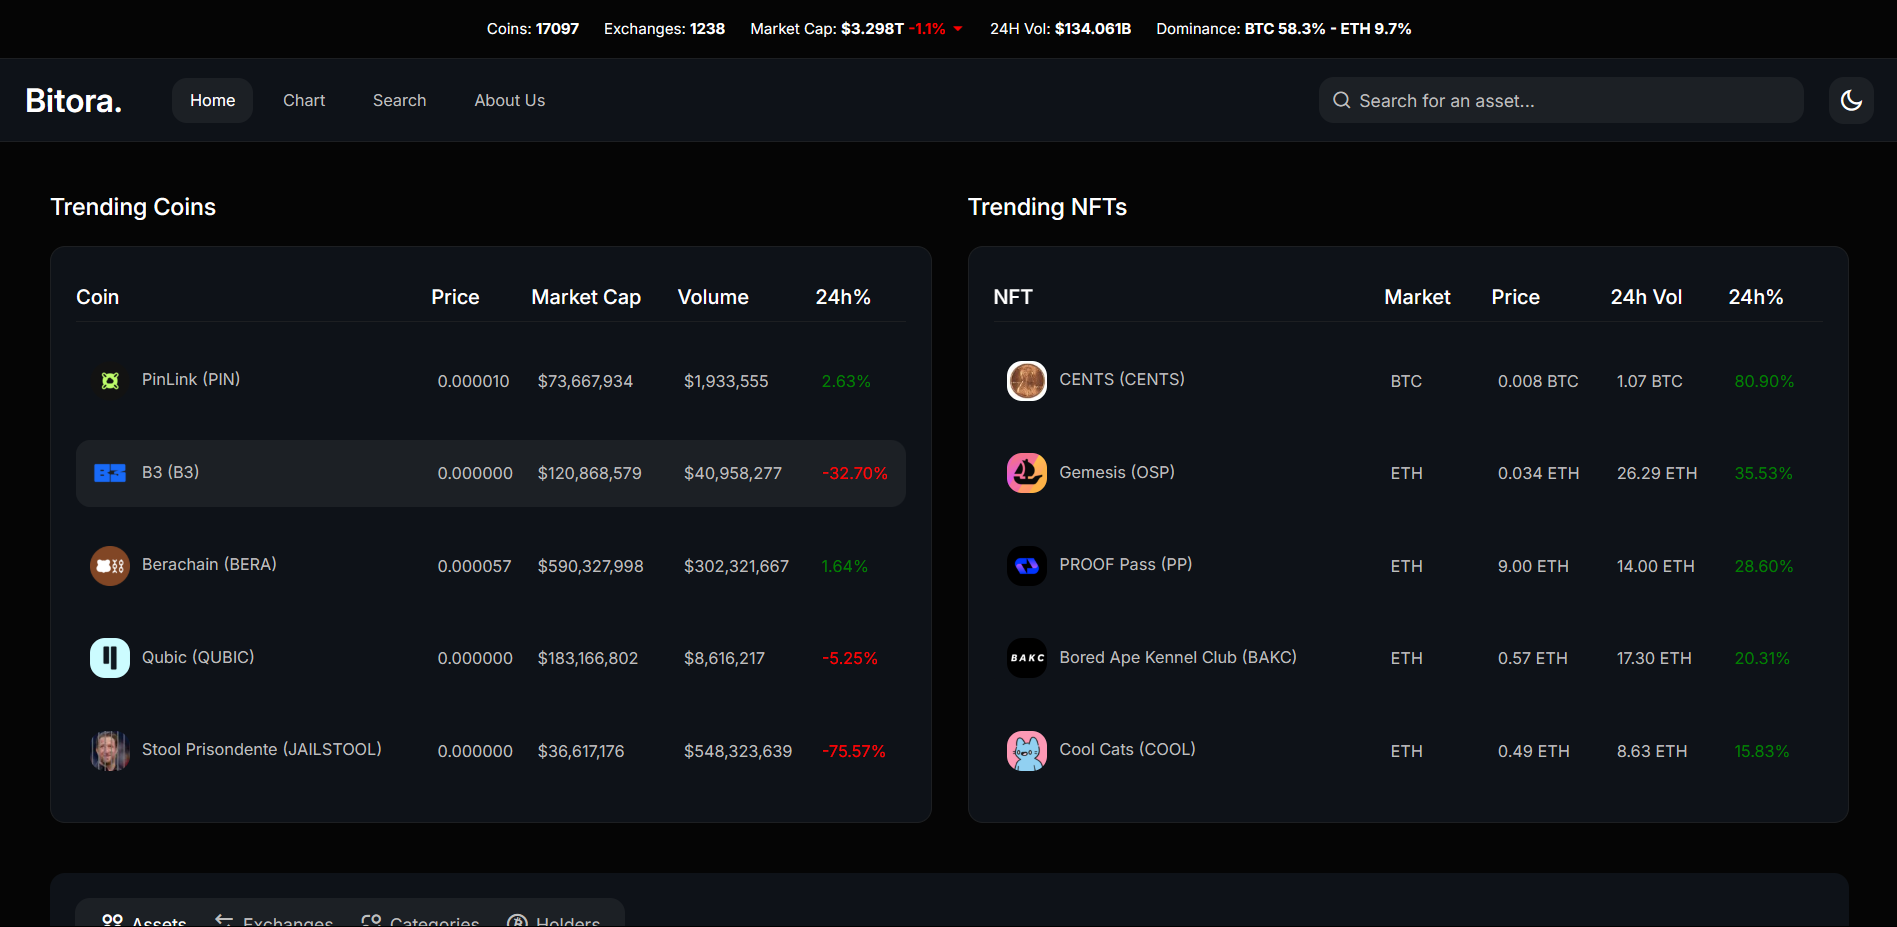 Coins: 17097 Exchanges: 1238 Market Cap: $3.298T -1.1% 24H Vol: $134.061B Dominance: BTC 58.3% - ETH 9.7%
Bitora. Home Chart Search About Us Search for an asset...
Trending Coins
Coin Price Market Cap Volume 24h%
PinLink (PIN) 0.000010 $73,667,934 $1,933,555 2.63%
B3 B3 (B3) 0.000000 $120,868,579 $40,958,277 -32.70%
Berachain (BERA) 0.000057 $590,327,998 $302,321,667 1.64%
Qubic (QUBIC) 0.000000 $183,166,802 $8,616,217 -5.25%
Stool Prisondente (JAILSTOOL) 0.000000 $36,617,176 $548,323,639 -75.57%
Trending NFTs
NFT Market Price 24h Vol 24h%
CENTS (CENTS) BTC 0.008 BTC 1.07 BTC 80.90%
Gemesis (OSP) ETH 0.034 ETH 26.29 ETH 35.53%
PROOF Pass (PP) ETH 9.00 ETH 14.00 ETH 28.60%
BAKC Bored Ape Kennel Club (BAKC) ETH 0.57 ETH 17.30 ETH 20.31%
Cool Cats (COOL) ETH 0.49 ETH 8.63 ETH 15.83%
Assets Exchanges Categories Holders